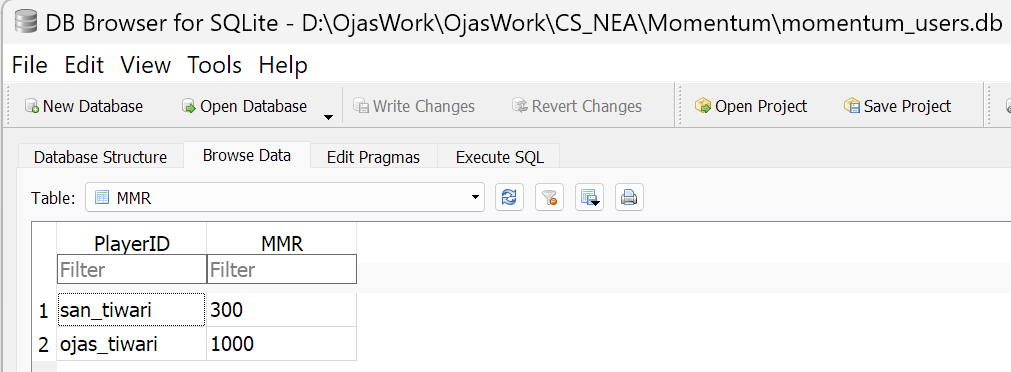 DB Browser for SQLite - D:\OjasWork\OjasWork\CS_NEA\Momentum\momentum_users.db
File Edit View Tools Help
New Database Open Database Write Changes Revert Changes Open Project Save Project
Database Structure Browse Data Edit Pragmas Execute SQL
Table: MMR
PlayerID MMR
Filter Filter
1 san_tiwari 300
2 ojas_tiwari 1000